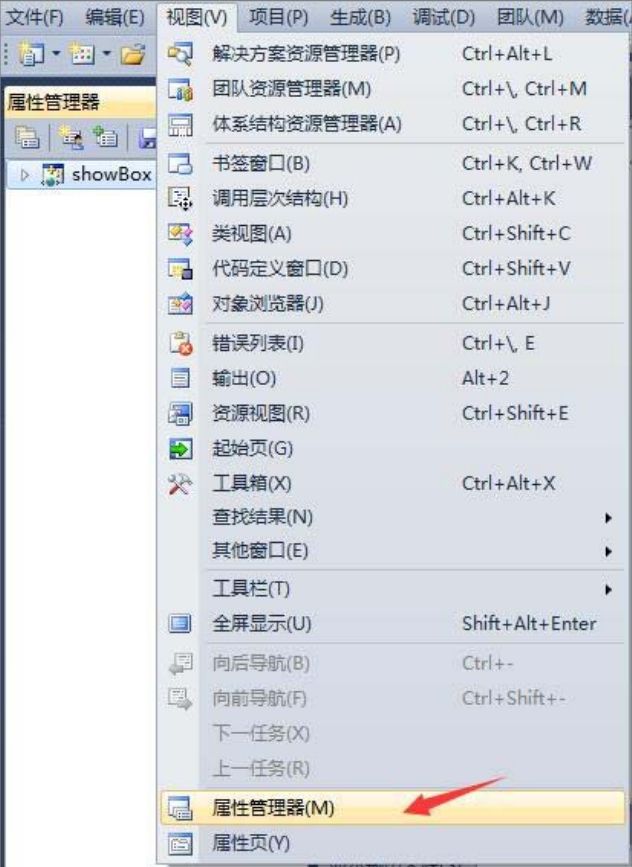 文件(F) 编辑(E) 视图(V) 项目(P) 生成(B) 调试(D) 团队(M) 数据(
属性管理器
showBox
解决方案资源管理器(P) Ctrl+Alt+L
团队资源管理器(M) Ctrl+\, Ctrl+M
体系结构资源管理器(A) Ctrl+\, Ctrl+R
书签窗口(B) Ctrl+K, Ctrl+W
调用层次结构(H) Ctrl+Alt+K
类视图(A) Ctrl+Shift+C
代码定义窗口(D) Ctrl+Shift+V
对象浏览器(J) Ctrl+Alt+J
错误列表(I) Ctrl+\, E
输出(O) Alt+2
资源视图(R) Ctrl+Shift+E
起始页(G)
工具箱(X) Ctrl+Alt+X
查找结果(N)
其他窗口(E)
工具栏(T)
全屏显示(U) Shift+Alt+Enter
向后导航(B) Ctrl+-
向前导航(F) Ctrl+Shift+-
下一任务(X)
上一任务(R)
属性管理器(M)
属性页(Y)